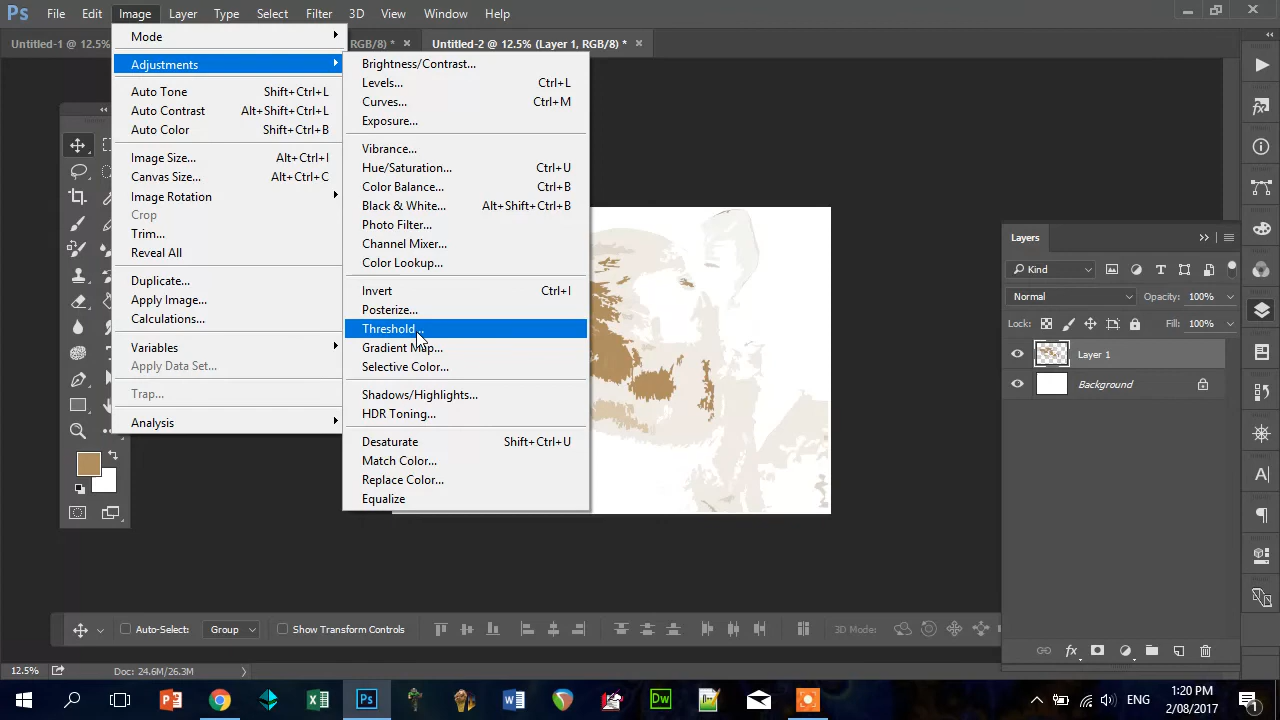 Ps File Edit Image Layer Type Select Filter 3D View Window Help
Untitled-1 @ 12.5% RGB/8) * × Untitled-2 @ 12.5% (Layer 1, RGB/8) * ×
Mode
Adjustments
Auto Tone Shift+Ctrl+L
Auto Contrast Alt+Shift+Ctrl+L
Auto Color Shift+Ctrl+B
Image Size... Alt+Ctrl+I
Canvas Size... Alt+Ctrl+C
Image Rotation
Crop
Trim...
Reveal All
Duplicate...
Apply Image...
Calculations...
Variables
Apply Data Set...
Trap...
Analysis
Brightness/Contrast...
Levels... Ctrl+L
Curves... Ctrl+M
Exposure...
Vibrance...
Hue/Saturation... Ctrl+U
Color Balance... Ctrl+B
Black & White... Alt+Shift+Ctrl+B
Photo Filter...
Channel Mixer...
Color Lookup...
Invert Ctrl+I
Posterize...
Threshold...
Gradient Map...
Selective Color...
Shadows/Highlights...
HDR Toning...
Desaturate Shift+Ctrl+U
Match Color...
Replace Color...
Equalize
Layers
Kind
Normal Opacity: 100%
Lock: Fill: 100%
Layer 1
Background
fx
Auto-Select: Group Show Transform Controls 3D Mode:
12.5% Doc: 24.6M/26.3M
ENG 1:20 PM
2/08/2017